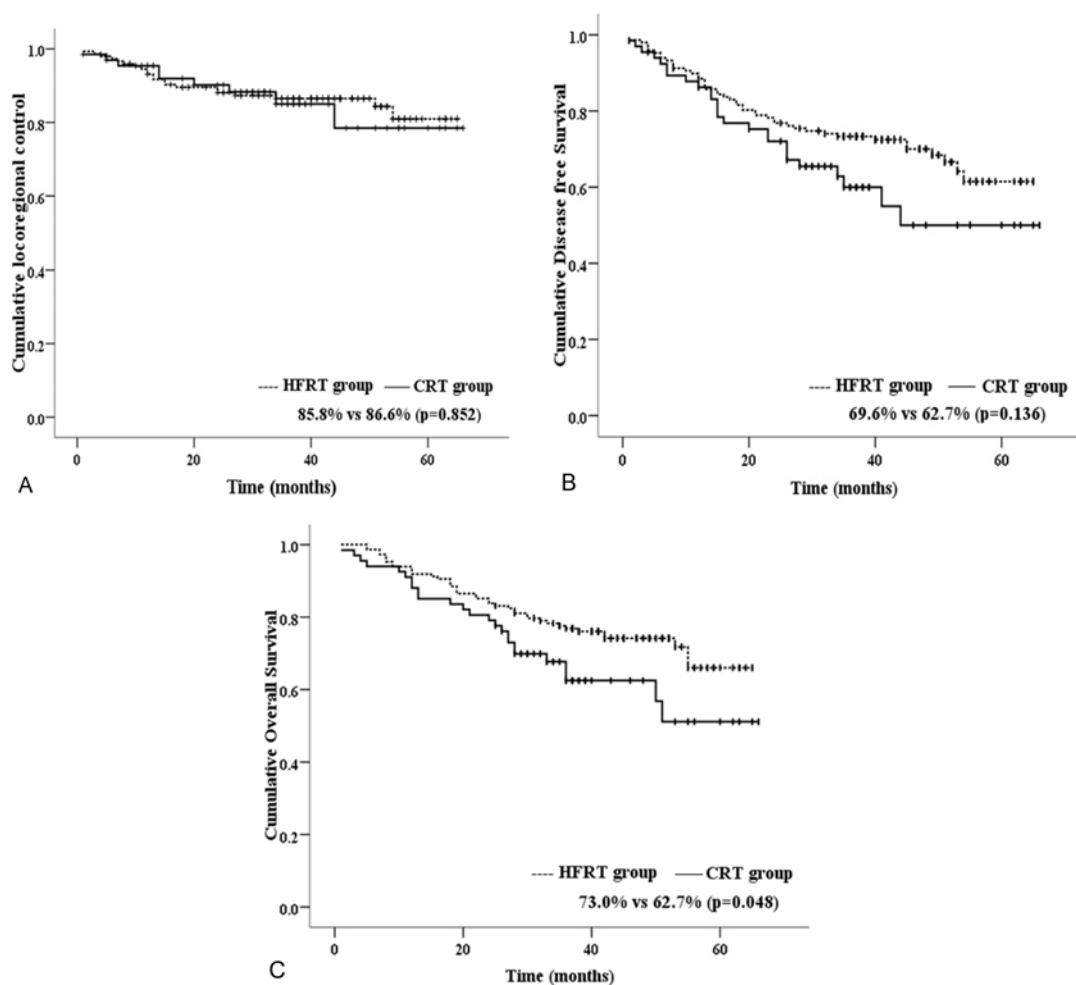 Cumulative locoregional control
1.0
0.8
0.6
0.4
0.2
0.0
HFRT group CRT group
85.8% vs 86.6% (p=0.852)
0 20 40 60
Time (months)
A
Cumulative Disease free Survival
1.0
0.8
0.6
0.4
0.2
0.0
HFRT group CRT group
69.6% vs 62.7% (p=0.136)
0 20 40 60
Time (months)
B
Cumulative Overall Survival
1.0
0.8
0.6
0.4
0.2
0.0
HFRT group CRT group
73.0% vs 62.7% (p=0.048)
0 20 40 60
Time (months)
C